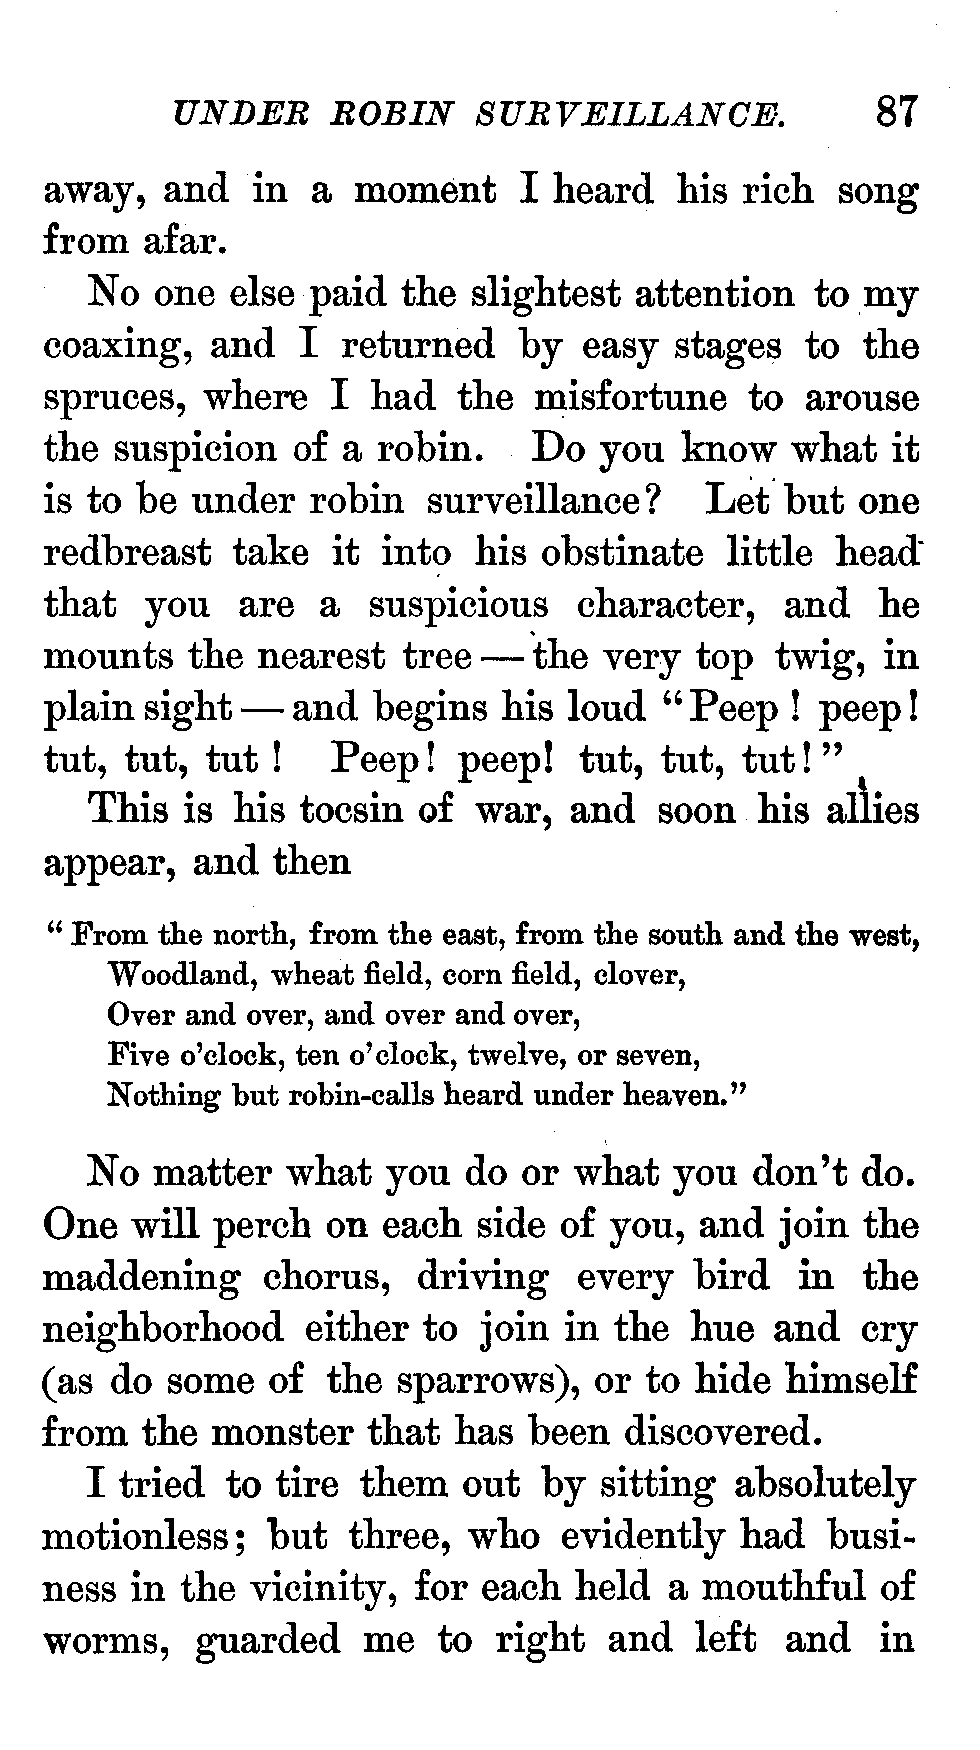 UNDER ROBIN SURVEILLANCE. 87
away, and in a moment I heard his rich song
from afar.
No one else paid the slightest attention to my
coaxing, and I returned by easy stages to the
spruces, where I had the misfortune to arouse
the suspicion of a robin. Do you know what it
is to be under robin surveillance? Let but one
redbreast take it into his obstinate little head
that you are a suspicious character, and he
mounts the nearest tree — the very top twig, in
plain sight — and begins his loud “Peep! peep!
tut, tut, tut! Peep! peep! tut, tut, tut!”
This is his tocsin of war, and soon his allies
appear, and then
“From the north, from the east, from the south and the west,
Woodland, wheat field, corn field, clover,
Over and over, and over and over,
Five o’clock, ten o’clock, twelve, or seven,
Nothing but robin-calls heard under heaven.”
No matter what you do or what you don’t do.
One will perch on each side of you, and join the
maddening chorus, driving every bird in the
neighborhood either to join in the hue and cry
(as do some of the sparrows), or to hide himself
from the monster that has been discovered.
I tried to tire them out by sitting absolutely
motionless; but three, who evidently had busi-
ness in the vicinity, for each held a mouthful of
worms, guarded me to right and left and in